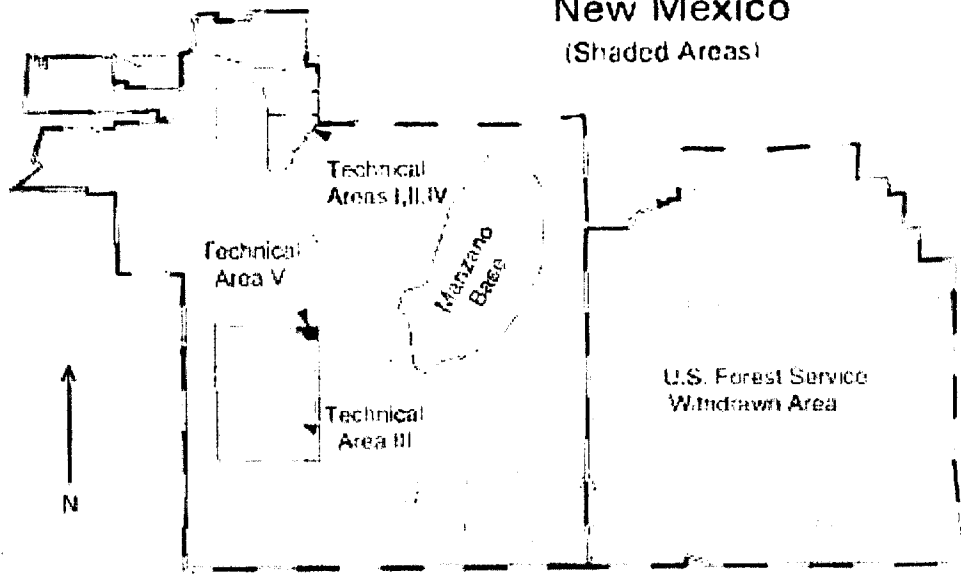 New Mexico
(Shaded Areas)
Technical
Areas I,II,IV
Technical
Area V
Manzano
Base
U.S. Forest Service
Withdrawn Area
Technical
Area III
N